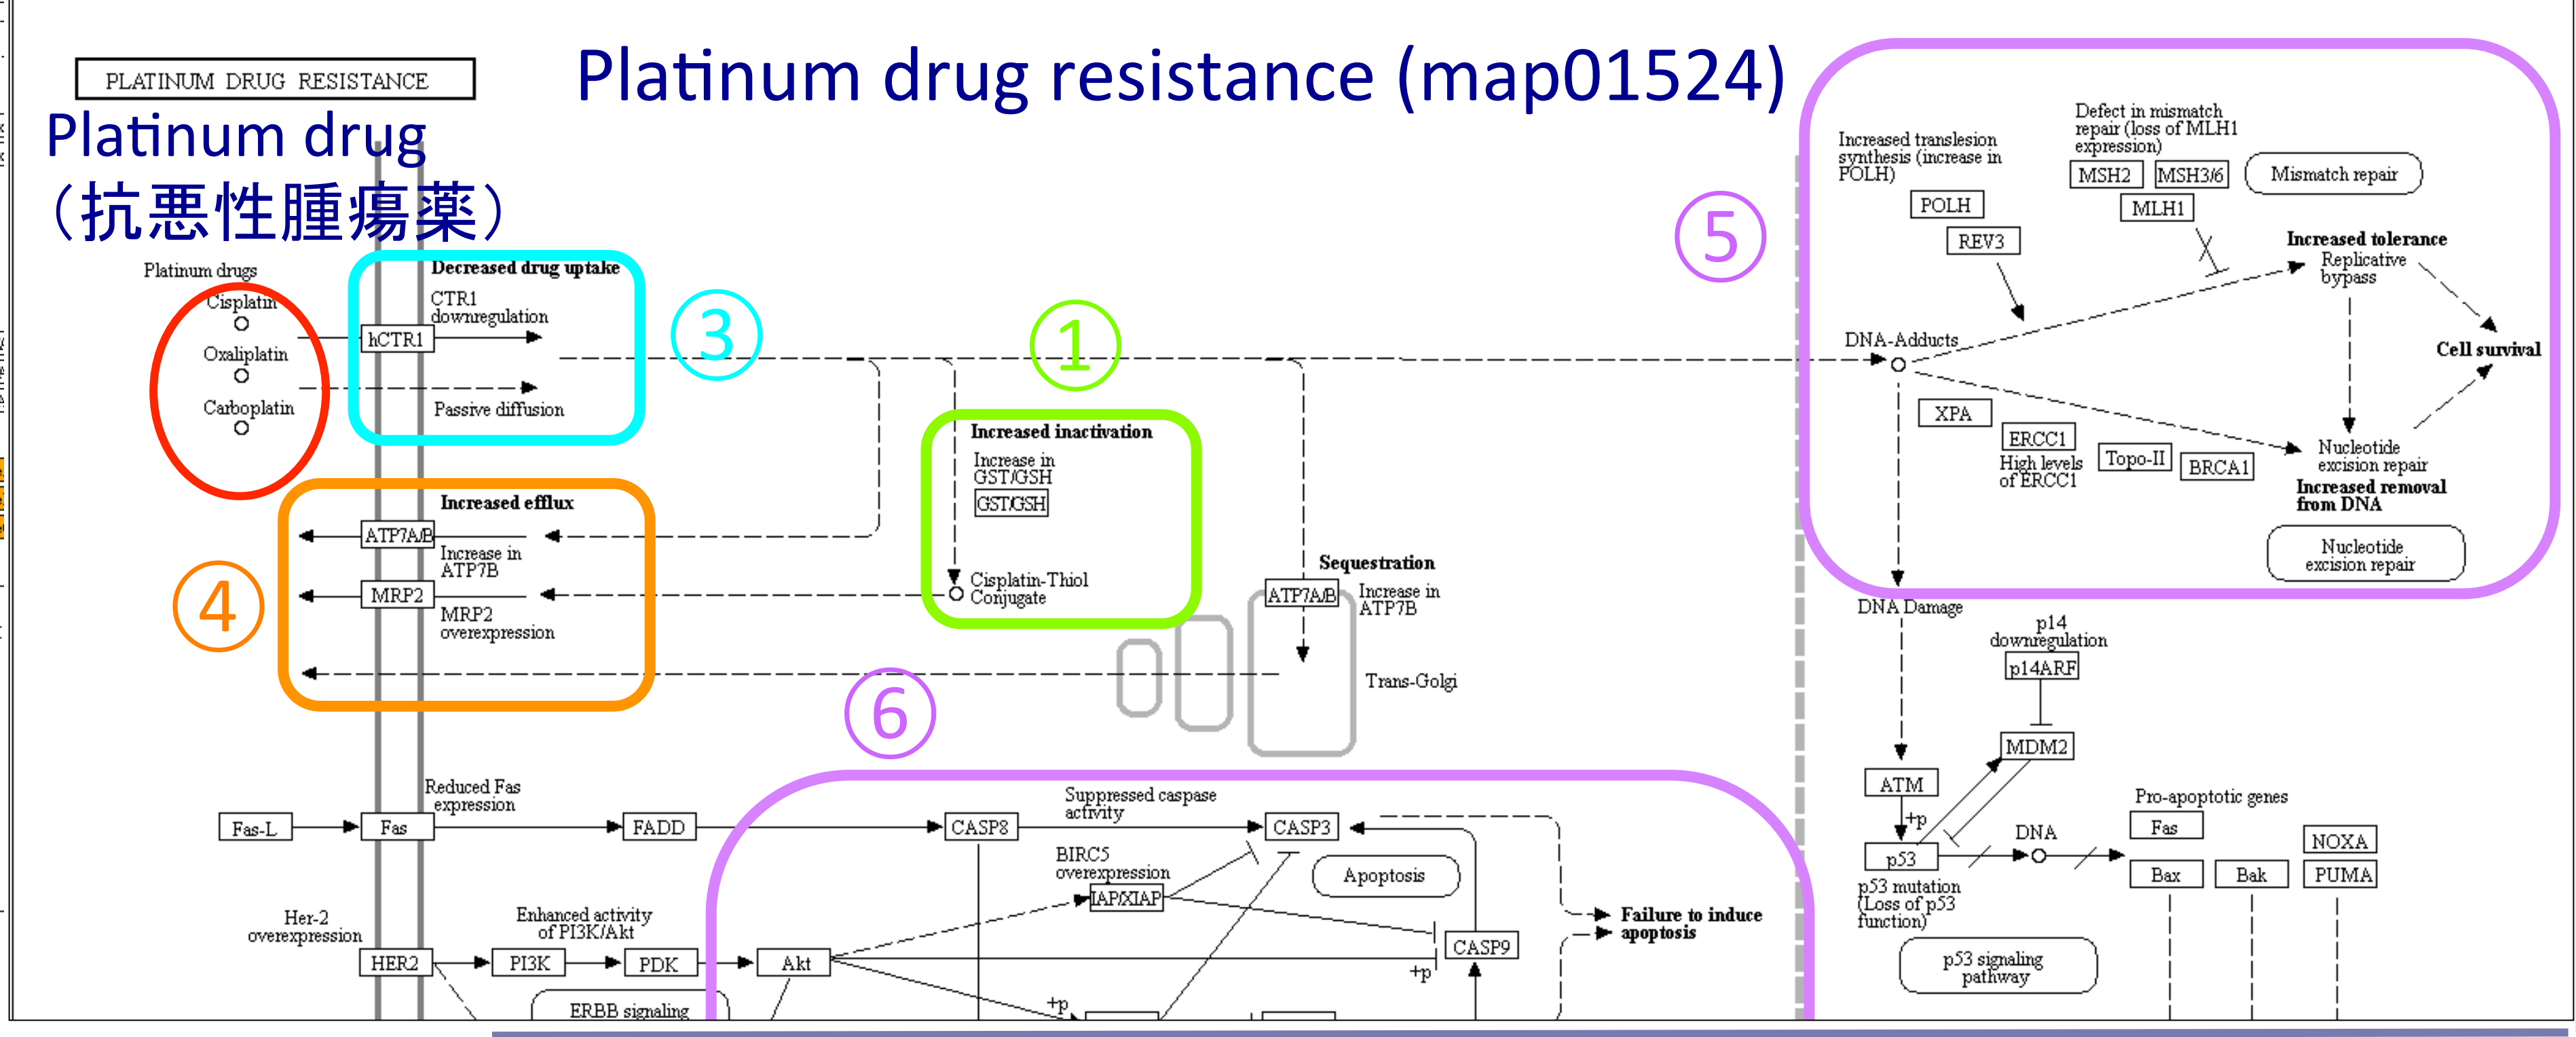 PLATINUM DRUG RESISTANCE
Platinum drug resistance (map01524)
Platinum drug
（抗悪性腫瘍薬）
Platinum drugs
Cisplatin
Oxaliplatin
Carboplatin
Decreased drug uptake
CTR1
downregulation
hCTR1
Passive diffusion
③
①
Increased inactivation
Increase in
GST/GSH
GST/GSH
Cisplatin-Thiol
Conjugate
Increased efflux
ATP7A/B
Increase in
ATP7B
MRP2
MRP2
overexpression
④
Sequestration
ATP7A/B
Increase in
ATP7B
Trans-Golgi
⑥
⑤
Increased translesion
synthesis (increase in
POLH)
POLH
REV3
Defect in mismatch
repair (loss of MLH1
expression)
MSH2
MSH3/6
MLH1
Mismatch repair
Increased tolerance
Replicative
bypass
DNA-Adducts
Cell survival
XPA
ERCC1
High levels
of ERCC1
Topo-II
BRCA1
Nucleotide
excision repair
Increased removal
from DNA
Nucleotide
excision repair
DNA Damage
p14
downregulation
p14ARF
MDM2
ATM
+p
p53
p53 mutation
(Loss of p53
function)
DNA
Pro-apoptotic genes
Fas
NOXA
Bax
Bak
PUMA
p53 signaling
pathway
Fas-L
Fas
Reduced Fas
expression
FADD
CASP8
Suppressed caspase
activity
CASP3
BIRC5
overexpression
IAP/XIAP
Apoptosis
Failure to induce
apoptosis
CASP9
+p
Her-2
overexpression
HER2
Enhanced activity
of PI3K/Akt
PI3K
PDK
Akt
+p
ERBB signaling